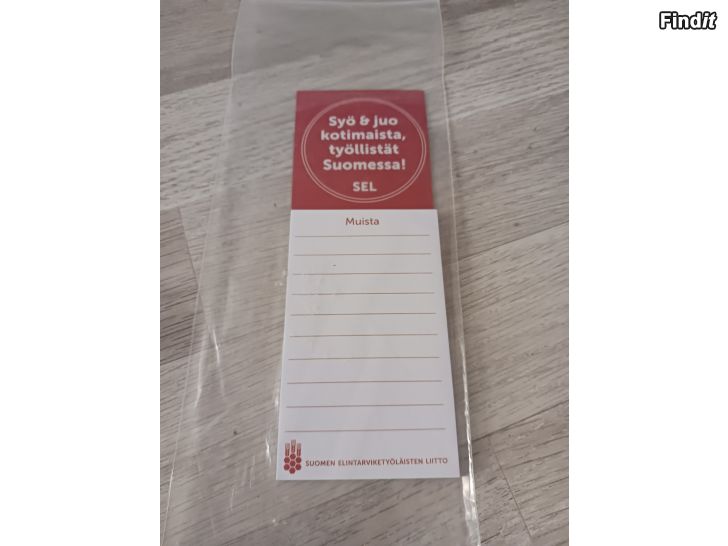 Findit
Syö & juo
kotimaista,
työllistät
Suomessa!
SEL
Muista
SUOMEN ELINTARVIKETYÖLÄISTEN LIITTO